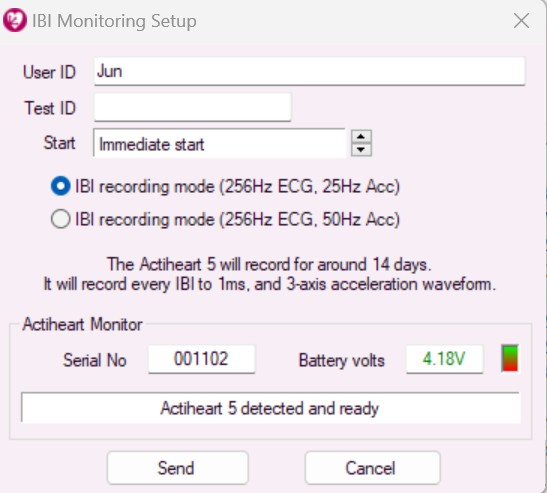 IBI Monitoring Setup
User ID Jun
Test ID
Start Immediate start
IBI recording mode (256Hz ECG, 25Hz Acc)
IBI recording mode (256Hz ECG, 50Hz Acc)
The Actiheart 5 will record for around 14 days.
It will record every IBI to 1ms, and 3-axis acceleration waveform.
Actiheart Monitor
Serial No 001102 Battery volts 4.18V
Actiheart 5 detected and ready
Send Cancel